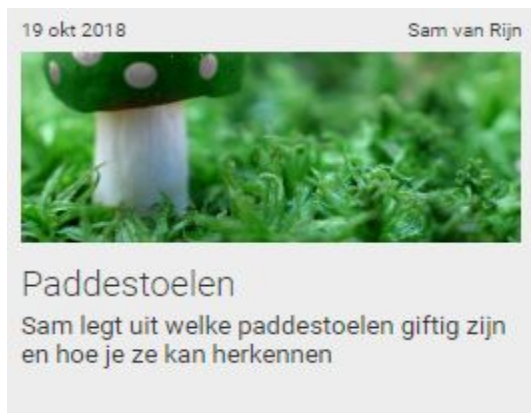 19 okt 2018 Sam van Rijn
Paddestoelen
Sam legt uit welke paddestoelen giftig zijn
en hoe je ze kan herkennen